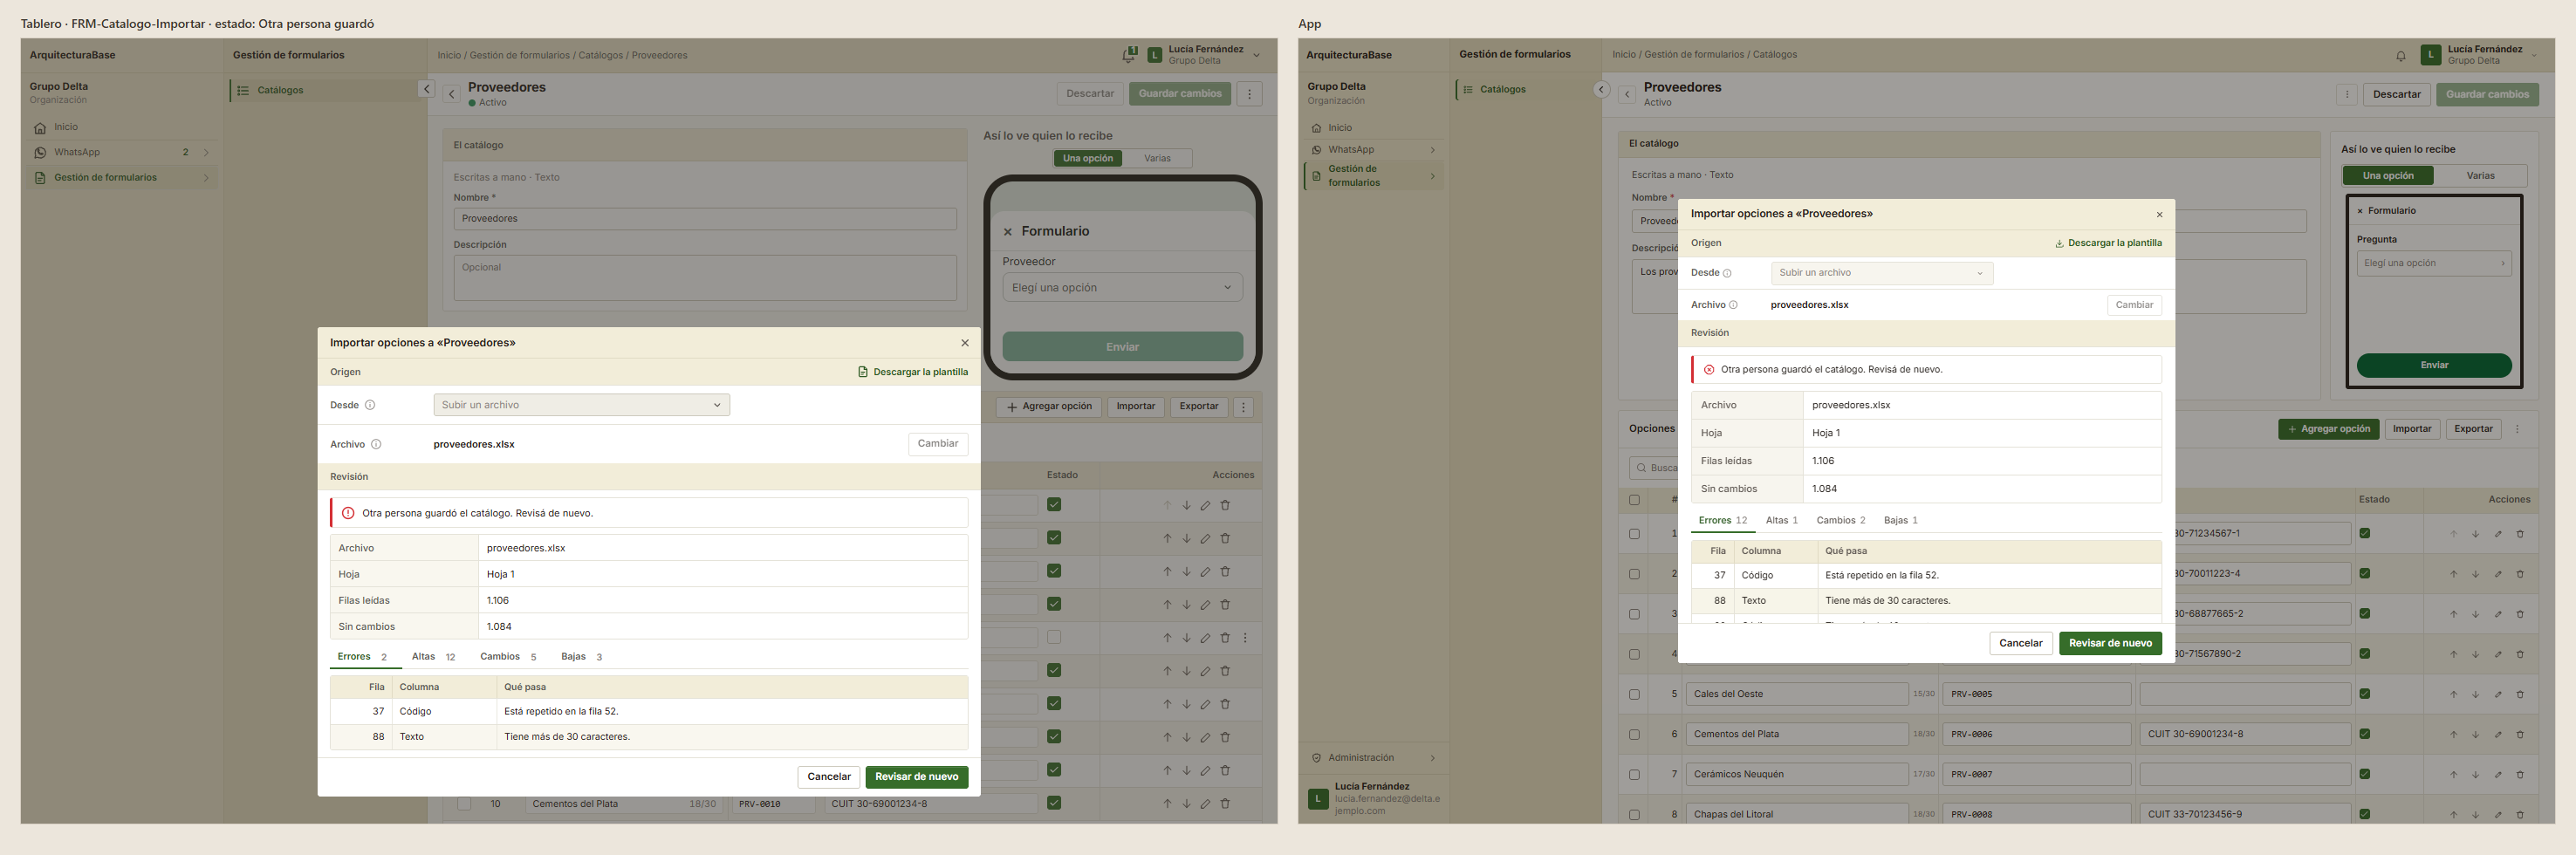 Tablero · FRM-Catalogo-Importar · estado: Otra persona guardó
ArquitecturaBase
Gestión de formularios
Inicio / Gestión de formularios / Catálogos / Proveedores
1
L
Lucía Fernández
Grupo Delta
Grupo Delta
Organización
Catálogos
Inicio
WhatsApp 2
Gestión de formularios
Proveedores
Activo
Descartar
Guardar cambios
El catálogo
Escritas a mano · Texto
Nombre *
Proveedores
Descripción
Opcional
Así lo ve quien lo recibe
Una opción
Varias
× Formulario
Proveedor
Elegí una opción
Enviar
Agregar opción
Importar
Exportar
Estado
Acciones
Importar opciones a «Proveedores»
Origen
Descargar la plantilla
Desde
Subir un archivo
Archivo
proveedores.xlsx
Cambiar
Revisión
Otra persona guardó el catálogo. Revisá de nuevo.
Archivo proveedores.xlsx
Hoja Hoja 1
Filas leídas 1.106
Sin cambios 1.084
Errores 2 Altas 12 Cambios 5 Bajas 3
Fila Columna Qué pasa
37 Código Está repetido en la fila 52.
88 Texto Tiene más de 30 caracteres.
Cancelar
Revisar de nuevo
10 Cementos del Plata 18/30 PRV-0010 CUIT 30-69001234-8
App
ArquitecturaBase
Gestión de formularios
Inicio / Gestión de formularios / Catálogos
L
Lucía Fernández
Grupo Delta
Grupo Delta
Organización
Catálogos
Inicio
WhatsApp
Gestión de
formularios
Administración
L
Lucía Fernández
lucia.fernandez@delta.e
jemplo.com
Proveedores
Activo
Descartar
Guardar cambios
El catálogo
Escritas a mano · Texto
Nombre *
Proveed
Descripció
Los prov
Así lo ve quien lo recibe
Una opción
Varias
× Formulario
Pregunta
Elegí una opción
Enviar
Opciones
Agregar opción
Importar
Exportar
Busca
#
Estado
Acciones
Importar opciones a «Proveedores»
Origen
Descargar la plantilla
Desde
Subir un archivo
Archivo
proveedores.xlsx
Cambiar
Revisión
Otra persona guardó el catálogo. Revisá de nuevo.
Archivo proveedores.xlsx
Hoja Hoja 1
Filas leídas 1.106
Sin cambios 1.084
Errores 12 Altas 1 Cambios 2 Bajas 1
Fila Columna Qué pasa
37 Código Está repetido en la fila 52.
88 Texto Tiene más de 30 caracteres.
Cancelar
Revisar de nuevo
1 30-71234567-1
2 30-70011223-4
3 30-68877665-2
4 30-71567890-2
5 Cales del Oeste 15/30 PRV-0005
6 Cementos del Plata 18/30 PRV-0006 CUIT 30-69001234-8
7 Cerámicos Neuquén 17/30 PRV-0007
8 Chapas del Litoral 18/30 PRV-0008 CUIT 33-70123456-9